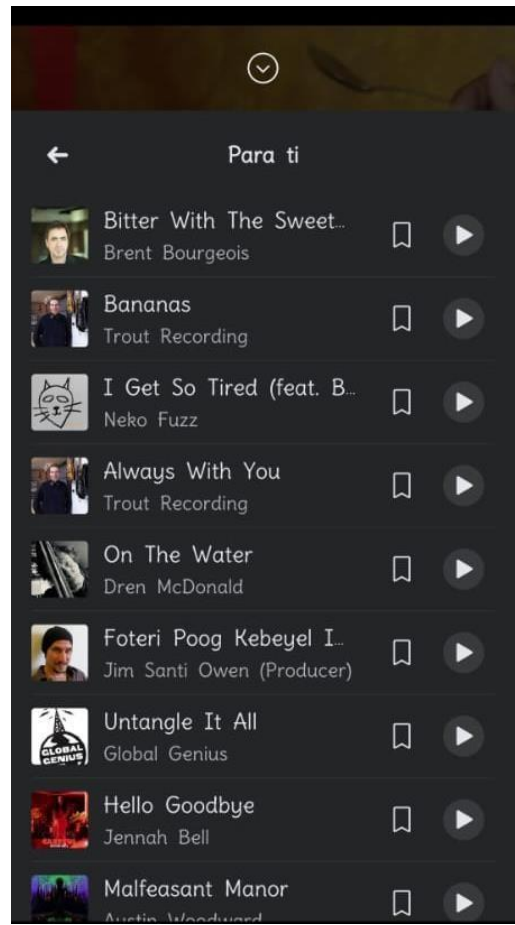 Para ti
Bitter With The Sweet…
Brent Bourgeois
Bananas
Trout Recording
I Get So Tired (feat. B…
Neko Fuzz
Always With You
Trout Recording
On The Water
Dren McDonald
Foteri Poog Kebeyel I…
Jim Santi Owen (Producer)
Untangle It All
GLOBAL GENIUS
Global Genius
Hello Goodbye
Jennah Bell
Malfeasant Manor
Austin Woodward